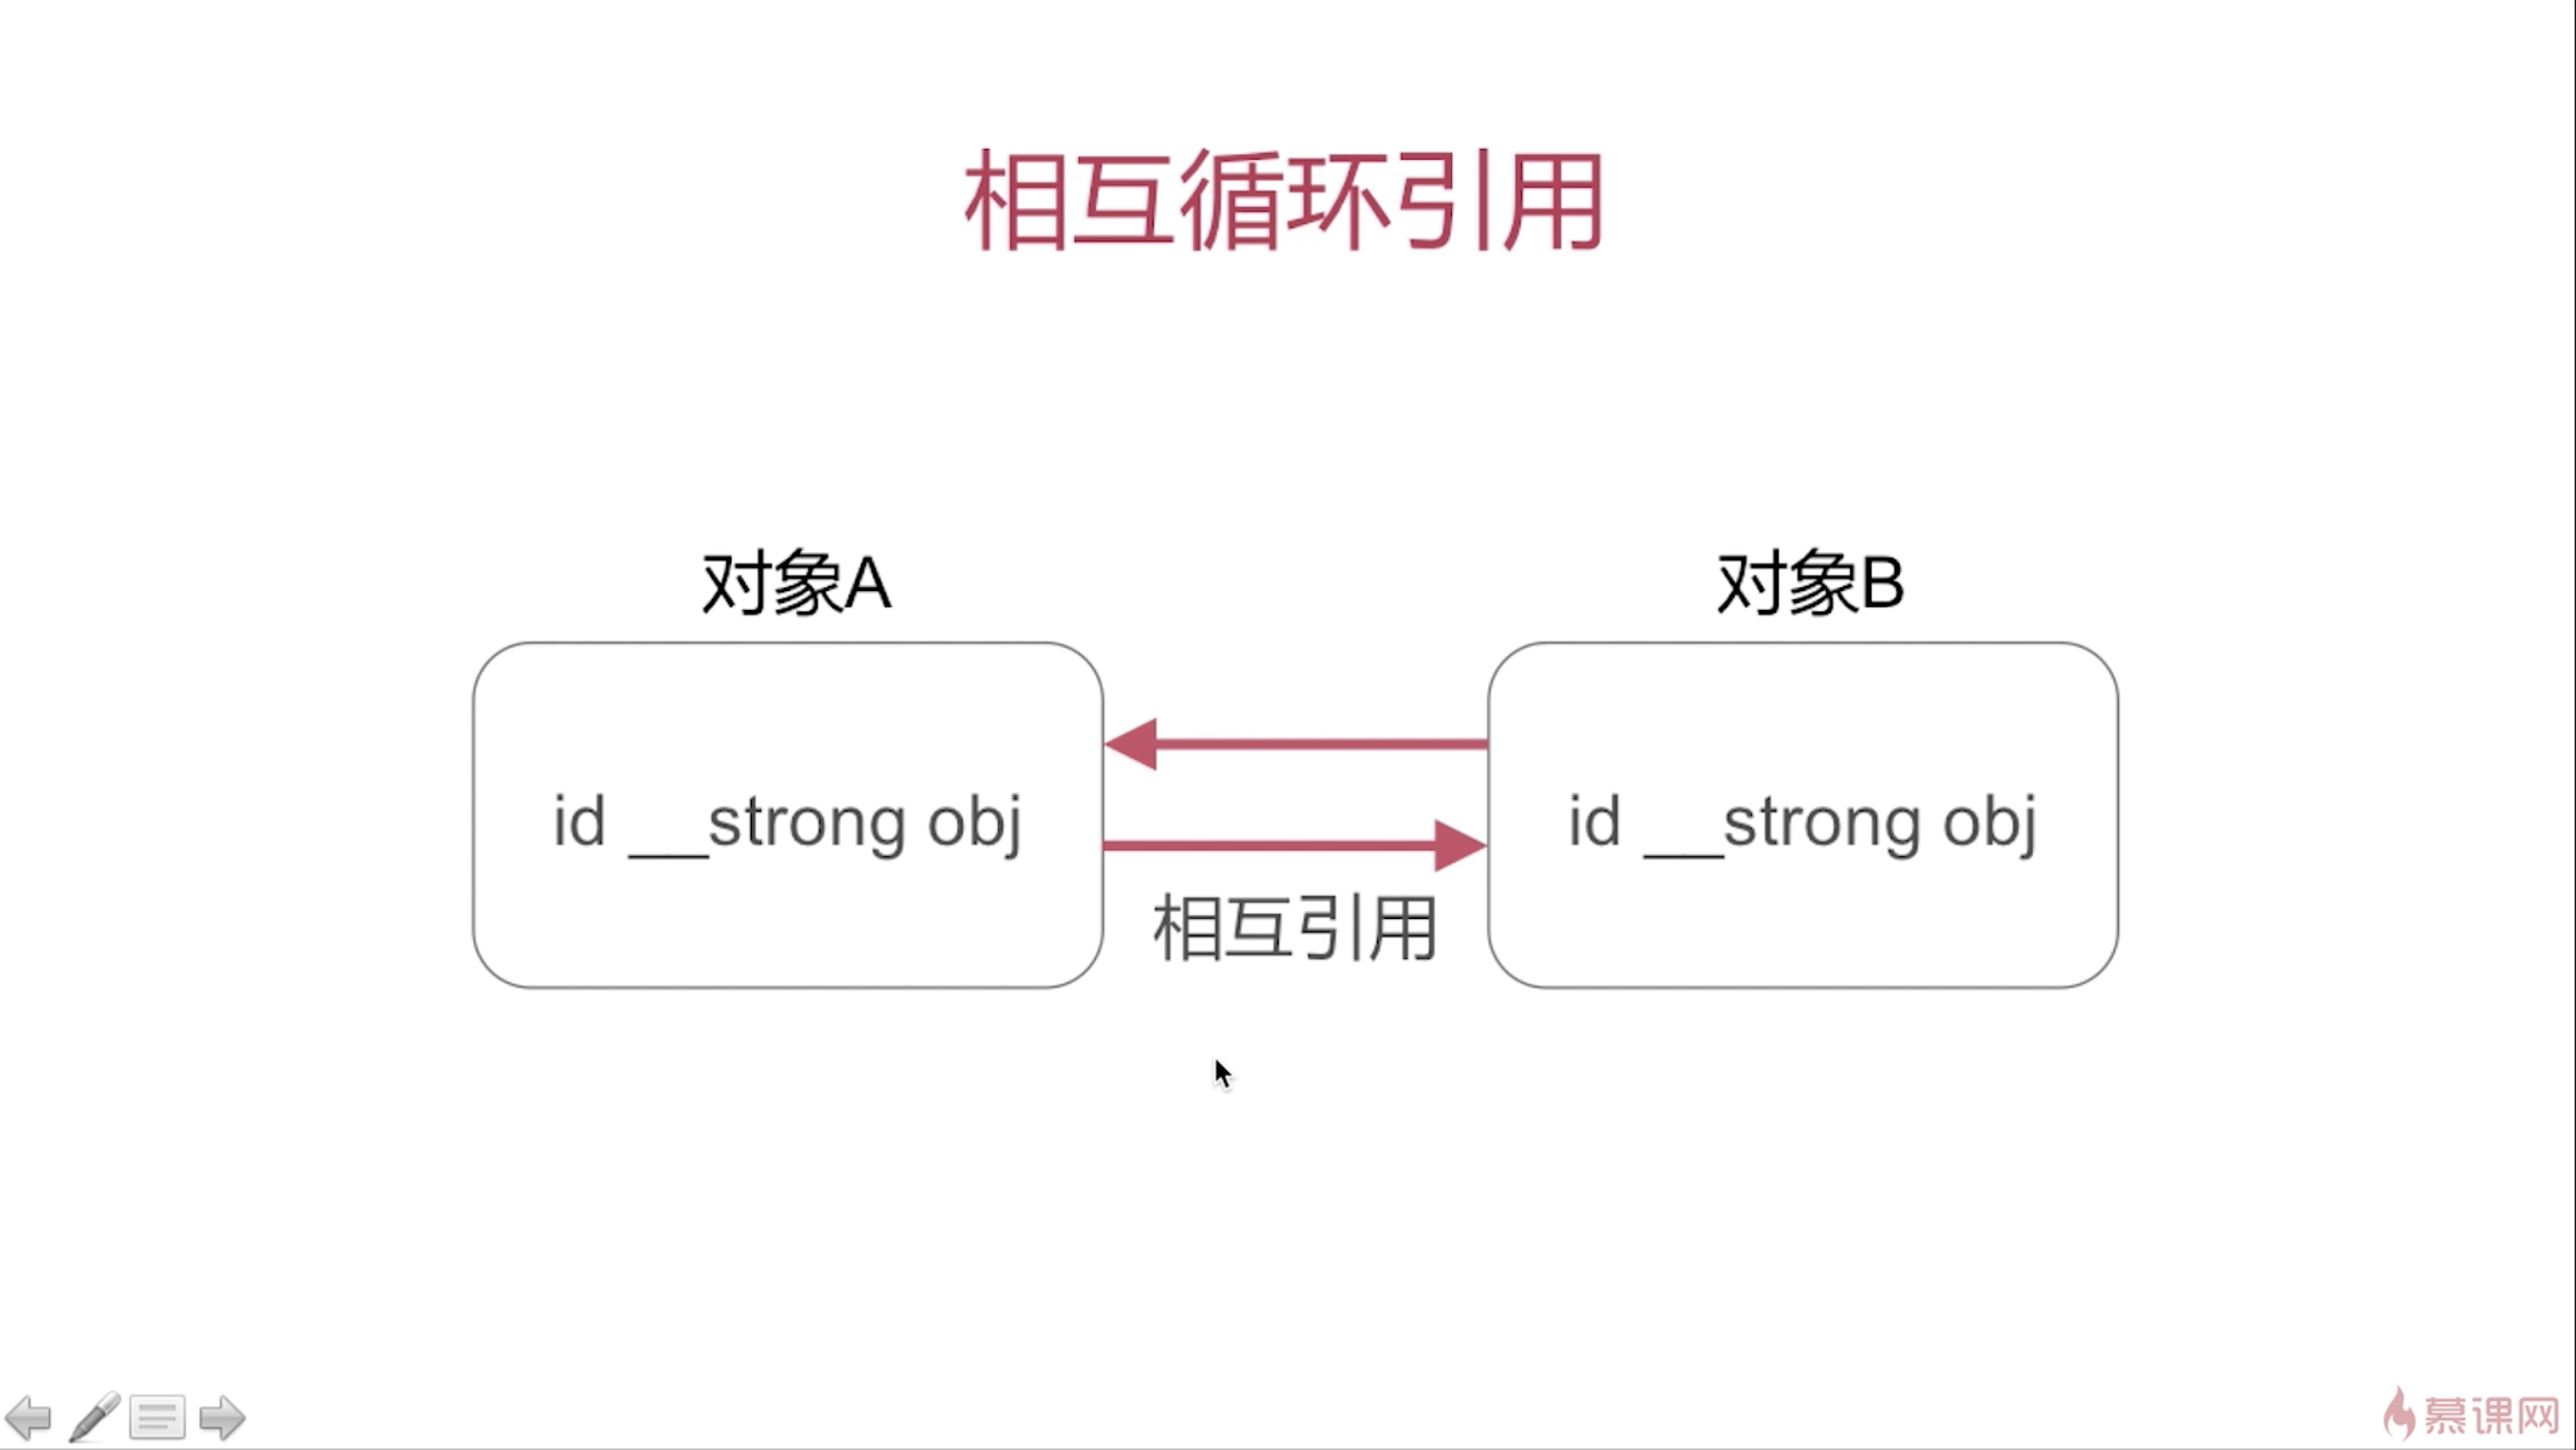 相互循环引用
对象A
对象B
id __strong obj
id __strong obj
相互引用
慕课网